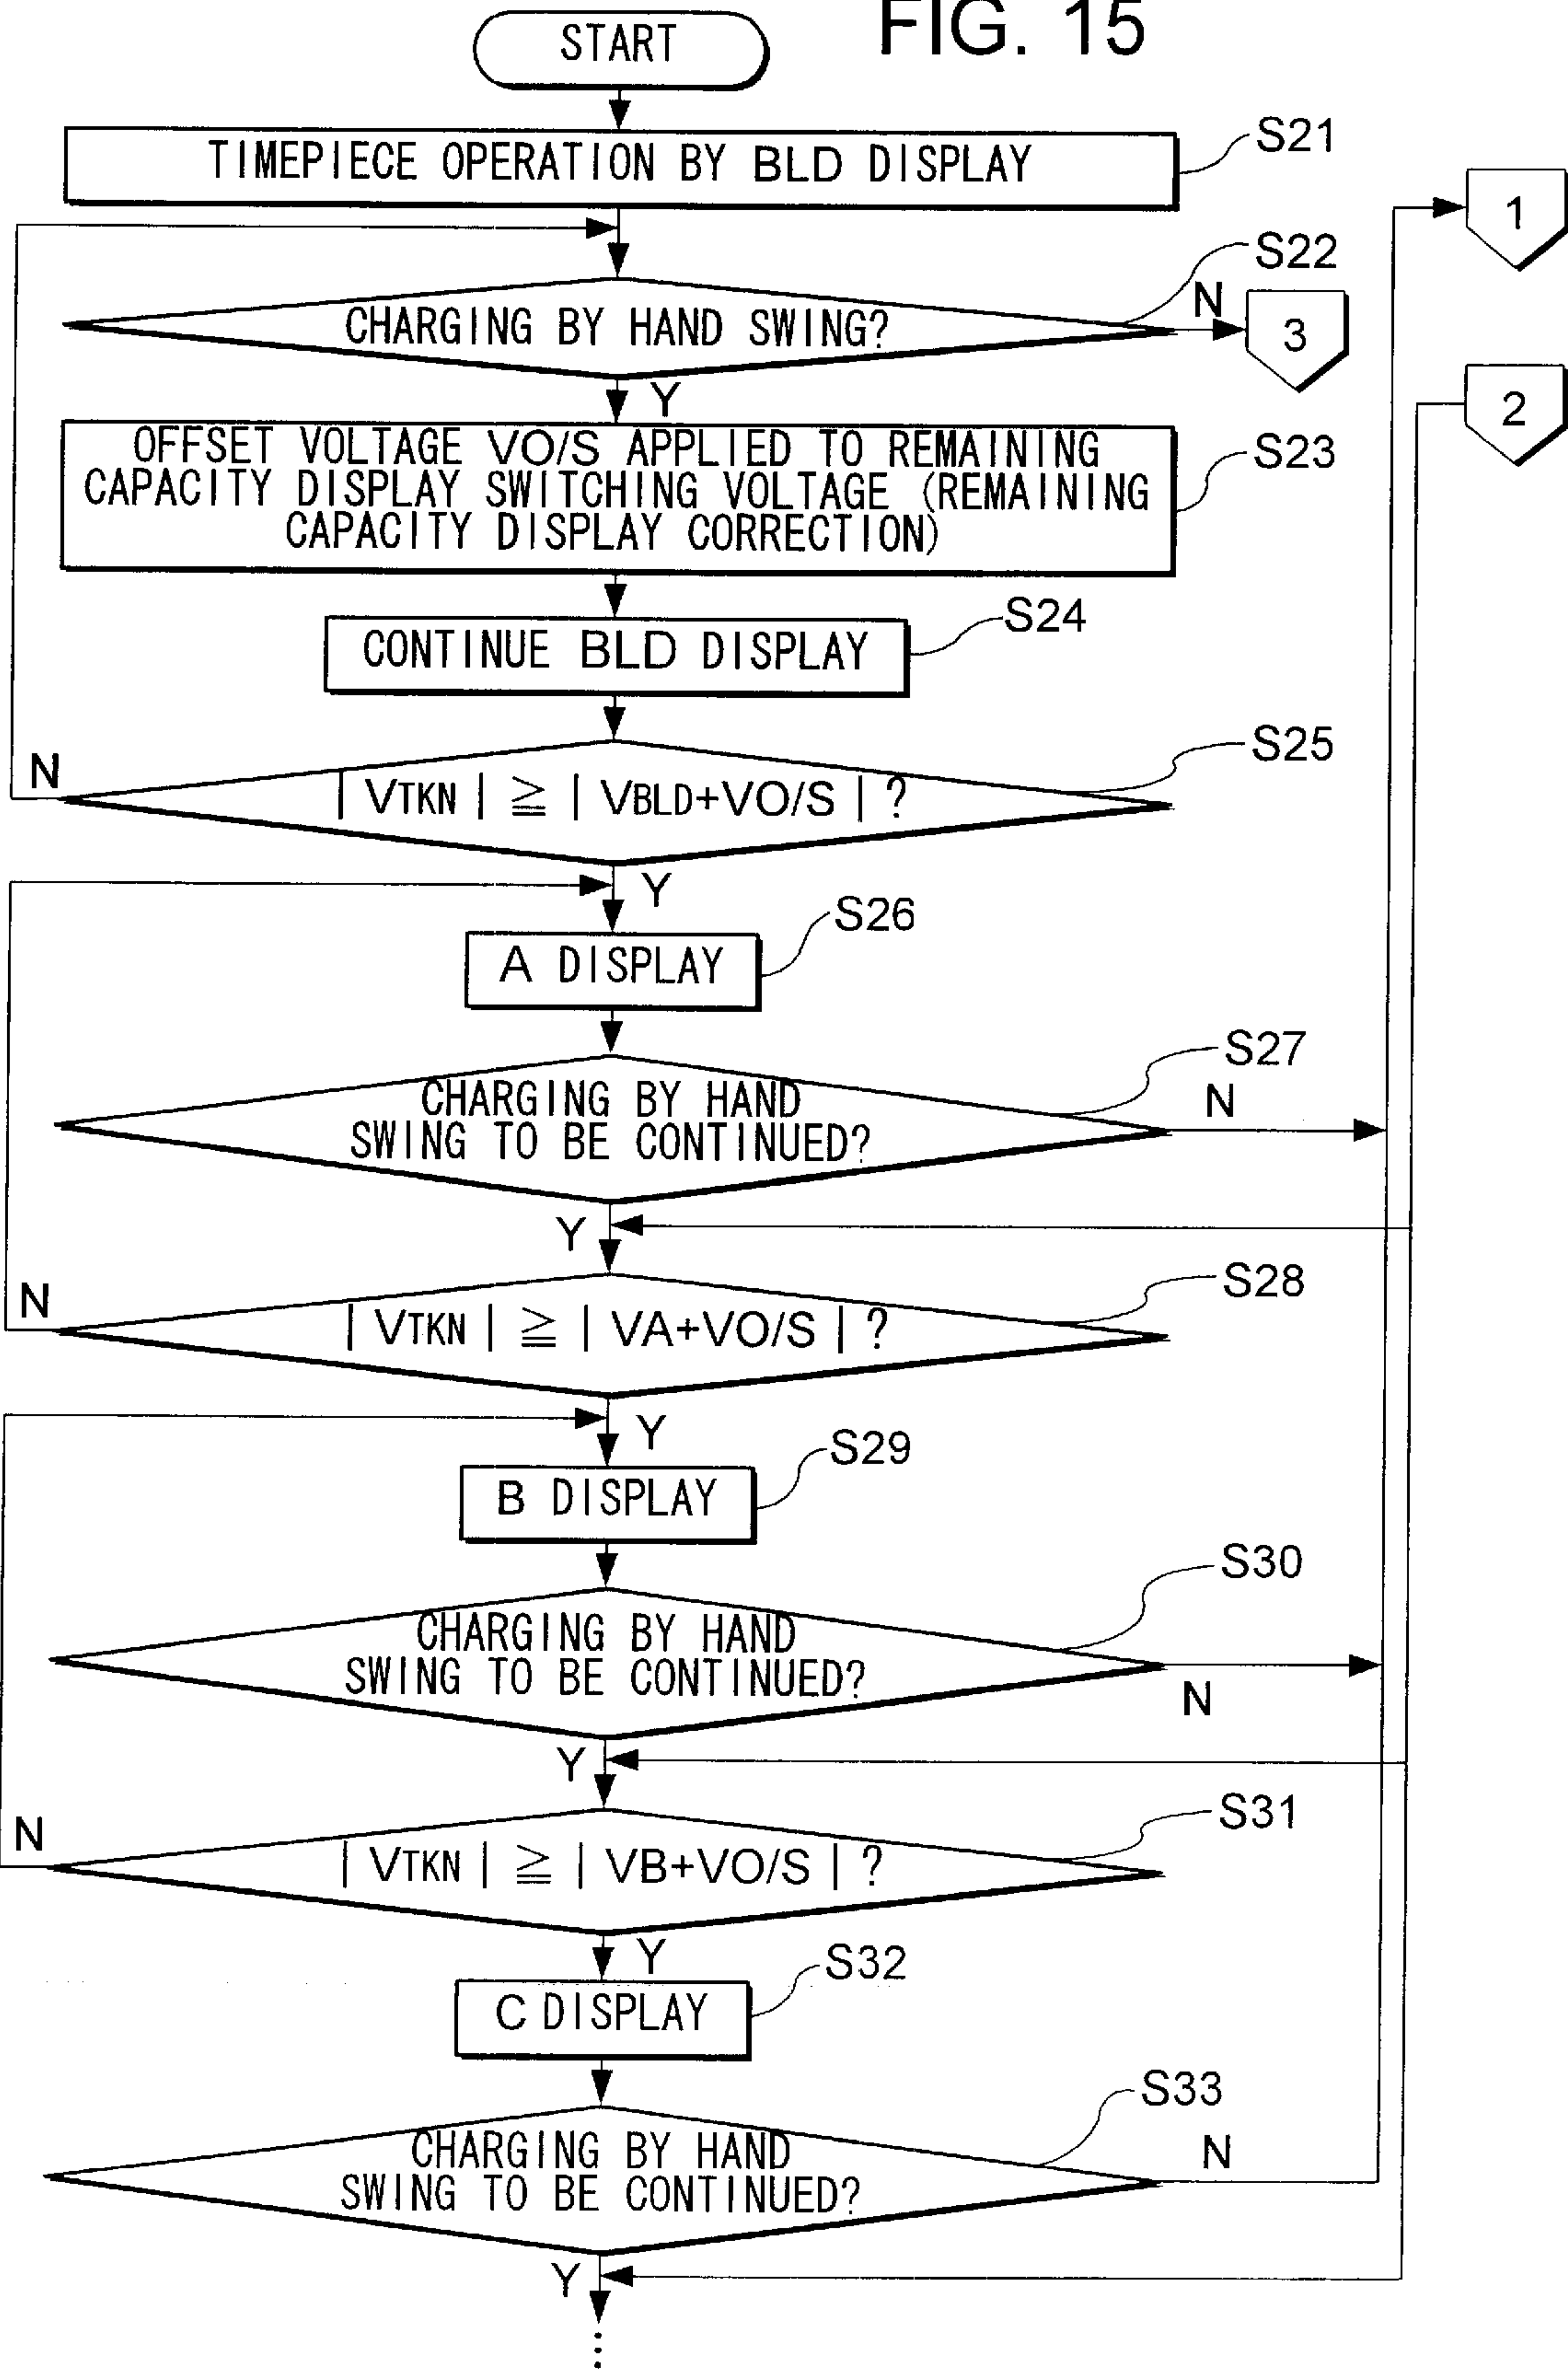 FIG. 15
START
TIMEPIECE OPERATION BY BLD DISPLAY
S21
1
S22
CHARGING BY HAND SWING?
N
3
Y
2
OFFSET VOLTAGE VO/S APPLIED TO REMAINING
CAPACITY DISPLAY SWITCHING VOLTAGE (REMAINING
CAPACITY DISPLAY CORRECTION)
S23
CONTINUE BLD DISPLAY
S24
S25
N
| VTKN | ≧ | VBLD+VO/S | ?
Y
A DISPLAY
S26
S27
CHARGING BY HAND
SWING TO BE CONTINUED?
N
Y
S28
N
| VTKN | ≧ | VA+VO/S | ?
Y
B DISPLAY
S29
S30
CHARGING BY HAND
SWING TO BE CONTINUED?
N
Y
S31
N
| VTKN | ≧ | VB+VO/S | ?
Y
C DISPLAY
S32
S33
CHARGING BY HAND
SWING TO BE CONTINUED?
N
Y
⋮